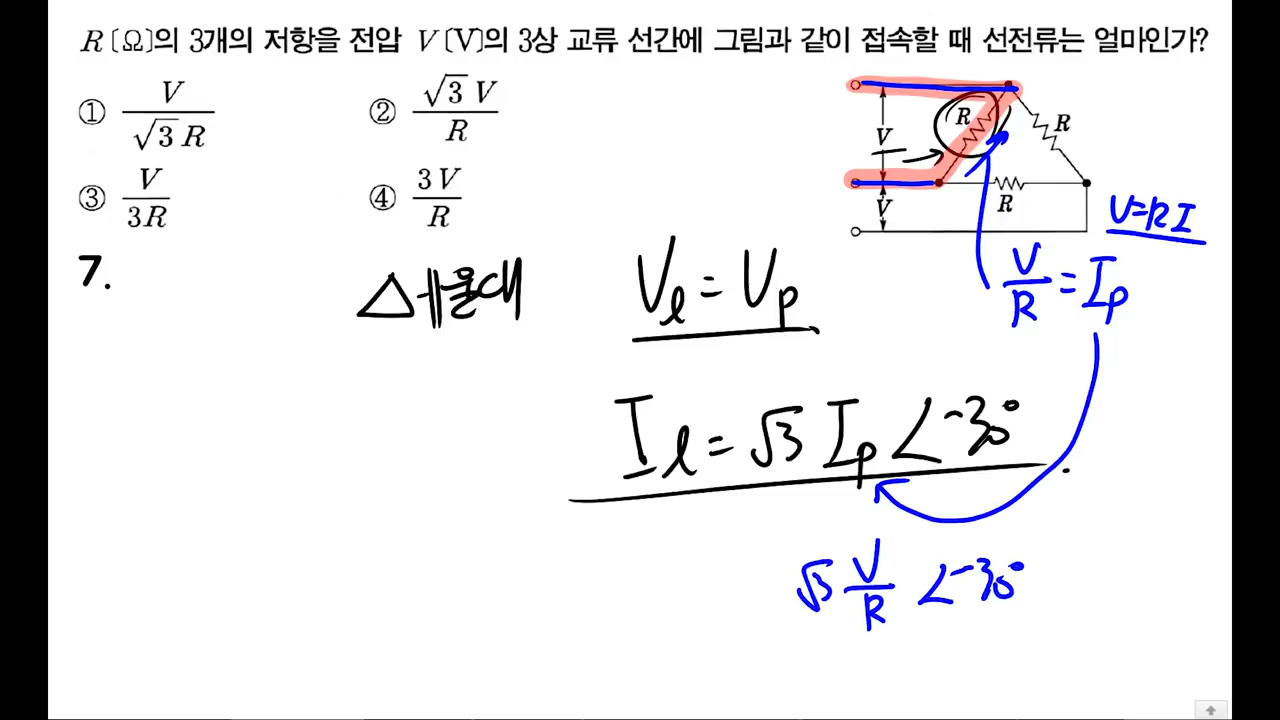 R〔Ω〕의 3개의 저항을 전압 V〔V〕의 3상 교류 선간에 그림과 같이 접속할 때 선전류는 얼마인가?
① V/(√3 R) ② √3 V/R
③ V/3R ④ 3V/R
V
R
R
V
R
V=RI
V/R = Ip
7.
Vl = Vp
Il = √3 Ip ∠-30°
√3 V/R ∠-30°